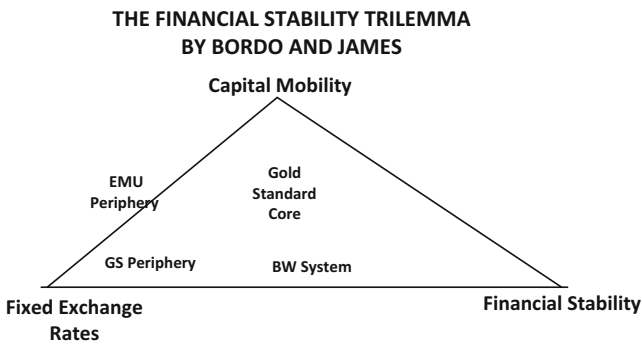 THE FINANCIAL STABILITY TRILEMMA
BY BORDO AND JAMES
Capital Mobility
EMU
Periphery
Gold
Standard
Core
GS Periphery
BW System
Fixed Exchange
Rates
Financial Stability